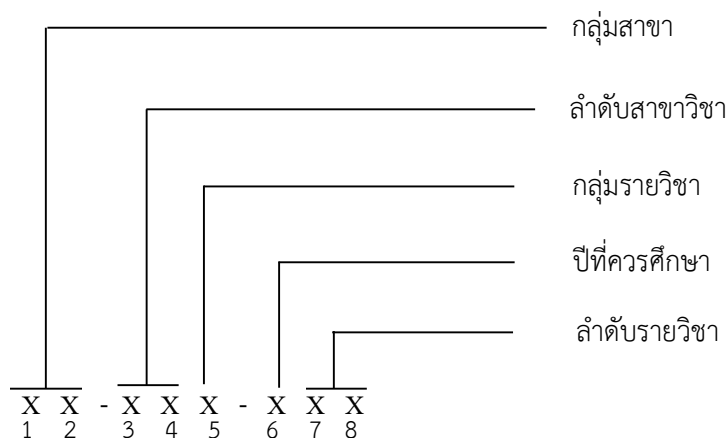 กลุ่มสาขา
ลำดับสาขาวิชา
กลุ่มรายวิชา
ปีที่ควรศึกษา
ลำดับรายวิชา
X X - X X X - X X X
1 2 3 4 5 6 7 8